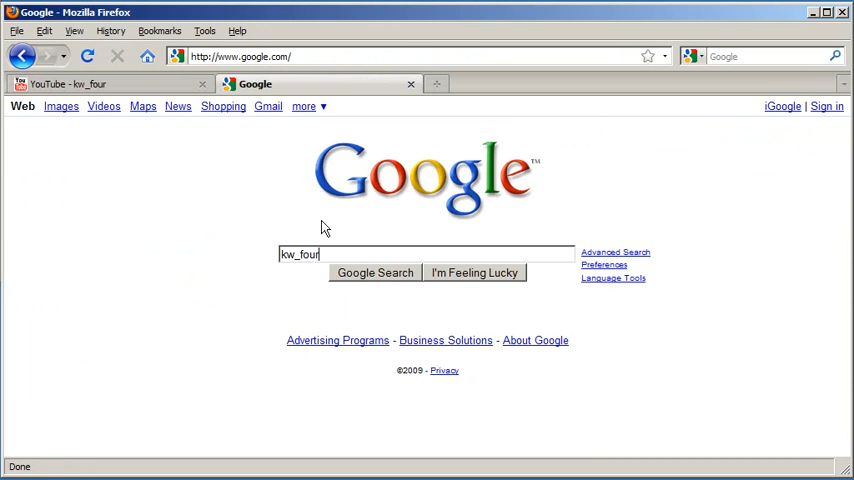 Google - Mozilla Firefox
File Edit View History Bookmarks Tools Help
http://www.google.com/ Google
YouTube - kw_four Google
Web Images Videos Maps News Shopping Gmail more ▼ iGoogle | Sign in
Google™
kw_four Advanced Search
Preferences
Google Search I'm Feeling Lucky Language Tools
Advertising Programs - Business Solutions - About Google
©2009 - Privacy
Done